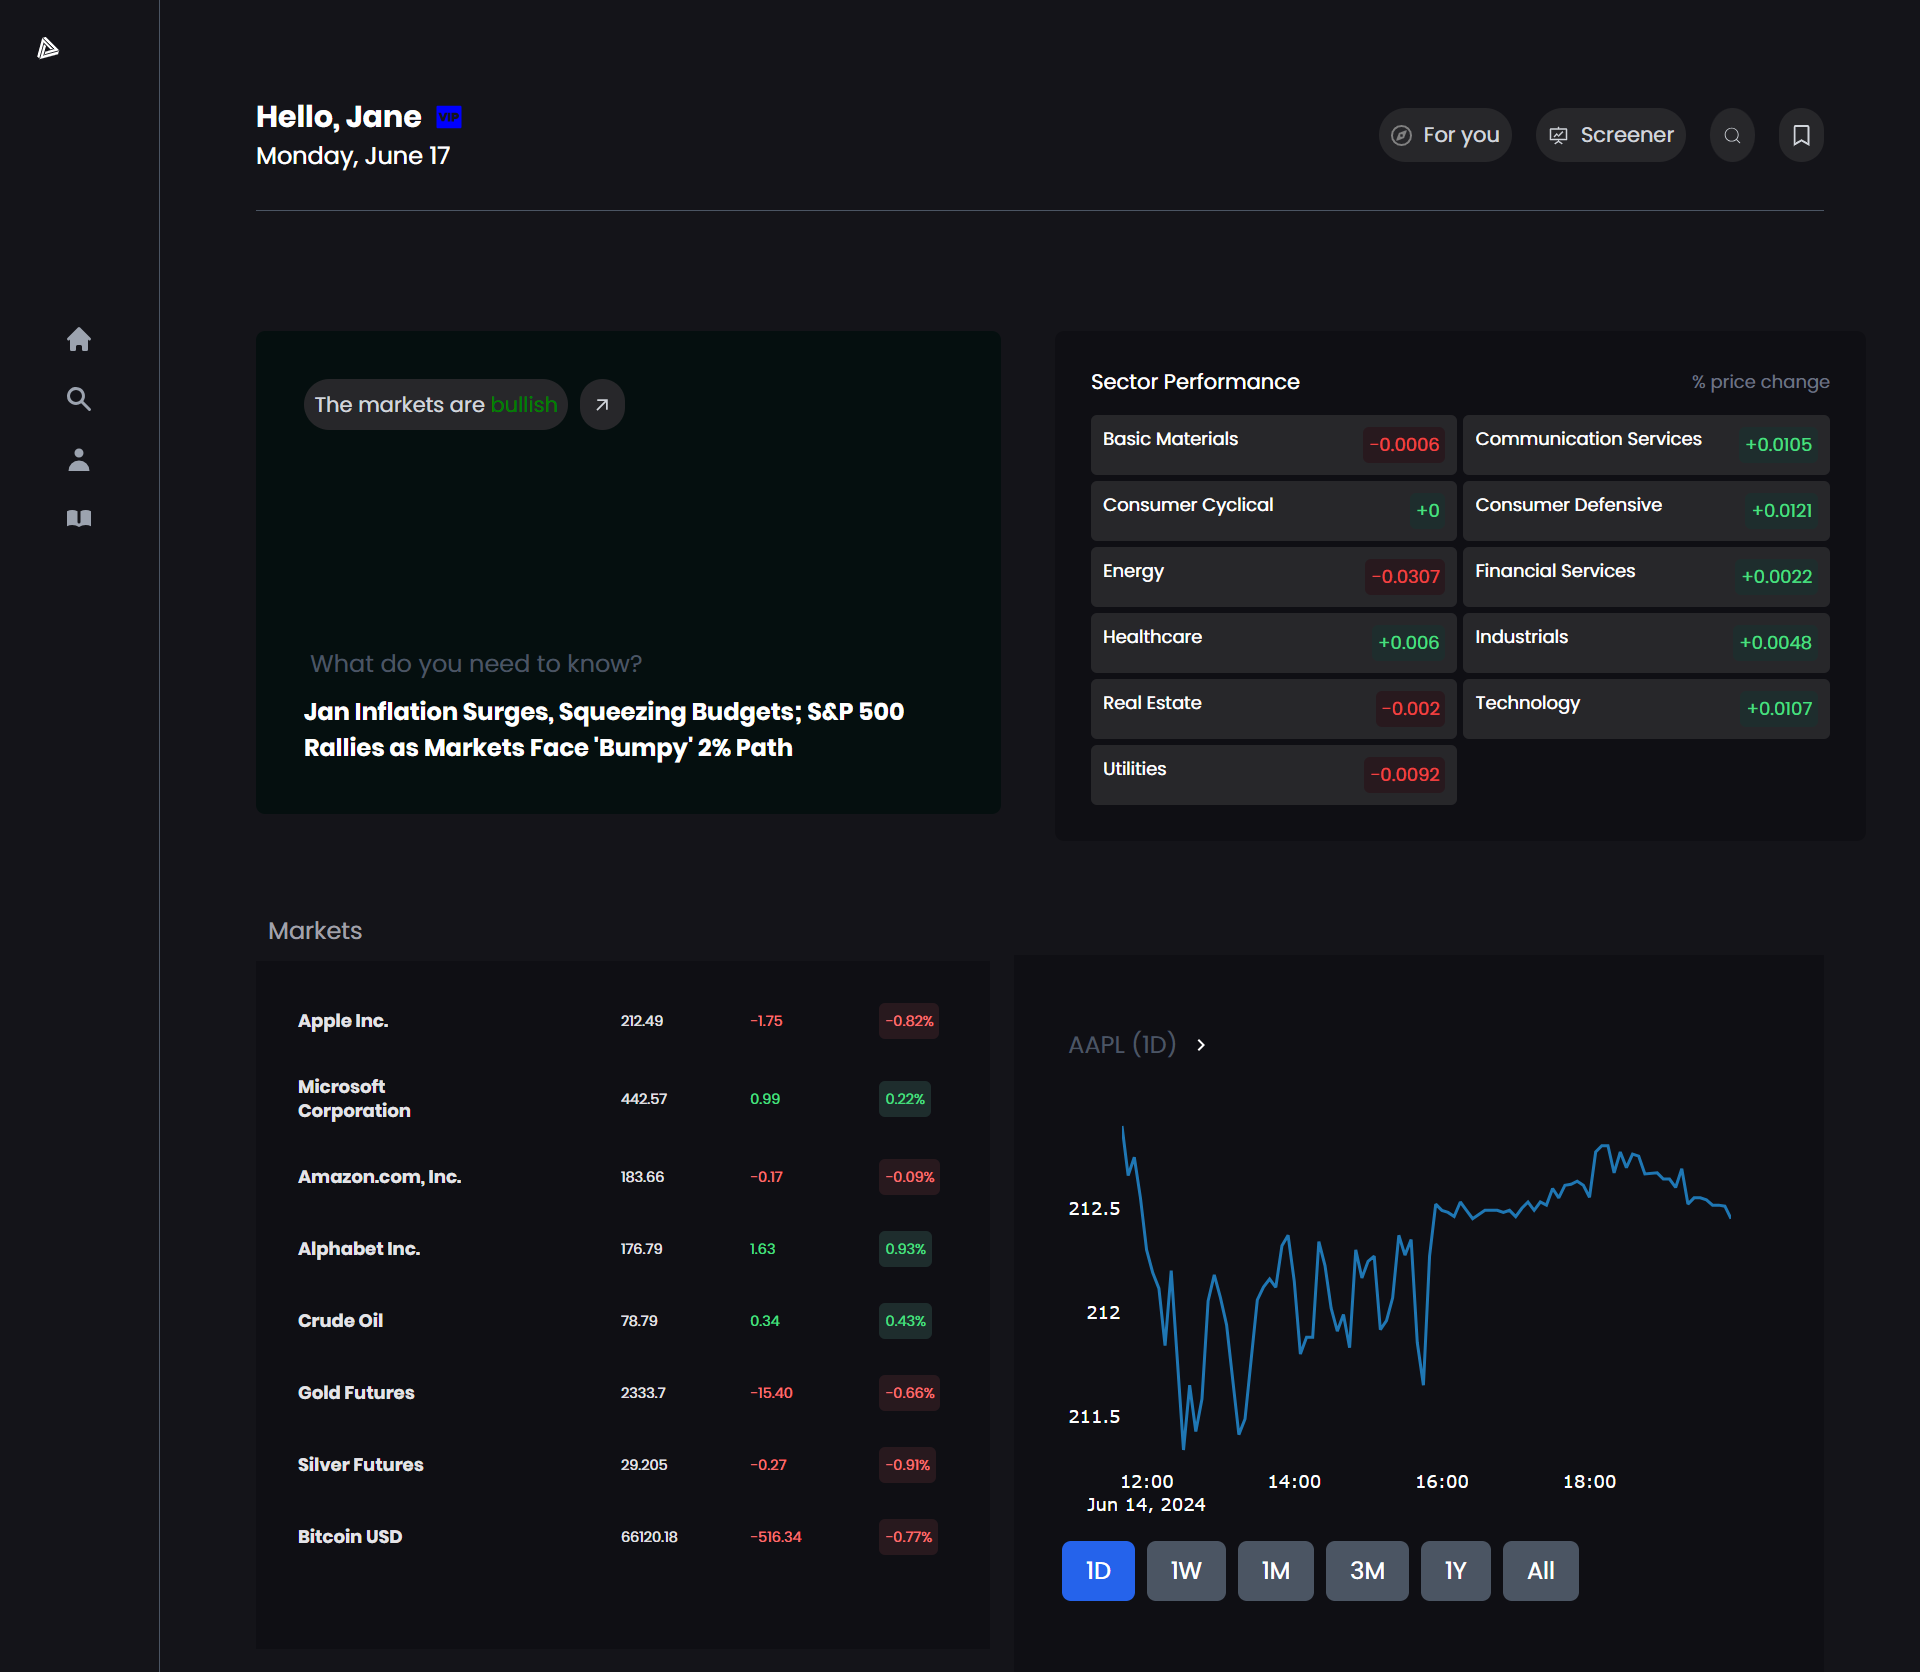 Hello, Jane VIP
Monday, June 17
For you
Screener
The markets are bullish
What do you need to know?
Jan Inflation Surges, Squeezing Budgets; S&P 500
Rallies as Markets Face 'Bumpy' 2% Path
Sector Performance % price change
Basic Materials -0.0006
Communication Services +0.0105
Consumer Cyclical +0
Consumer Defensive +0.0121
Energy -0.0307
Financial Services +0.0022
Healthcare +0.006
Industrials +0.0048
Real Estate -0.002
Technology +0.0107
Utilities -0.0092
Markets
Apple Inc. 212.49 -1.75 -0.82%
Microsoft
Corporation 442.57 0.99 0.22%
Amazon.com, Inc. 183.66 -0.17 -0.09%
Alphabet Inc. 176.79 1.63 0.93%
Crude Oil 78.79 0.34 0.43%
Gold Futures 2333.7 -15.40 -0.66%
Silver Futures 29.205 -0.27 -0.91%
Bitcoin USD 66120.18 -516.34 -0.77%
AAPL (1D)
212.5
212
211.5
12:00 14:00 16:00 18:00
Jun 14, 2024
1D 1W 1M 3M 1Y All